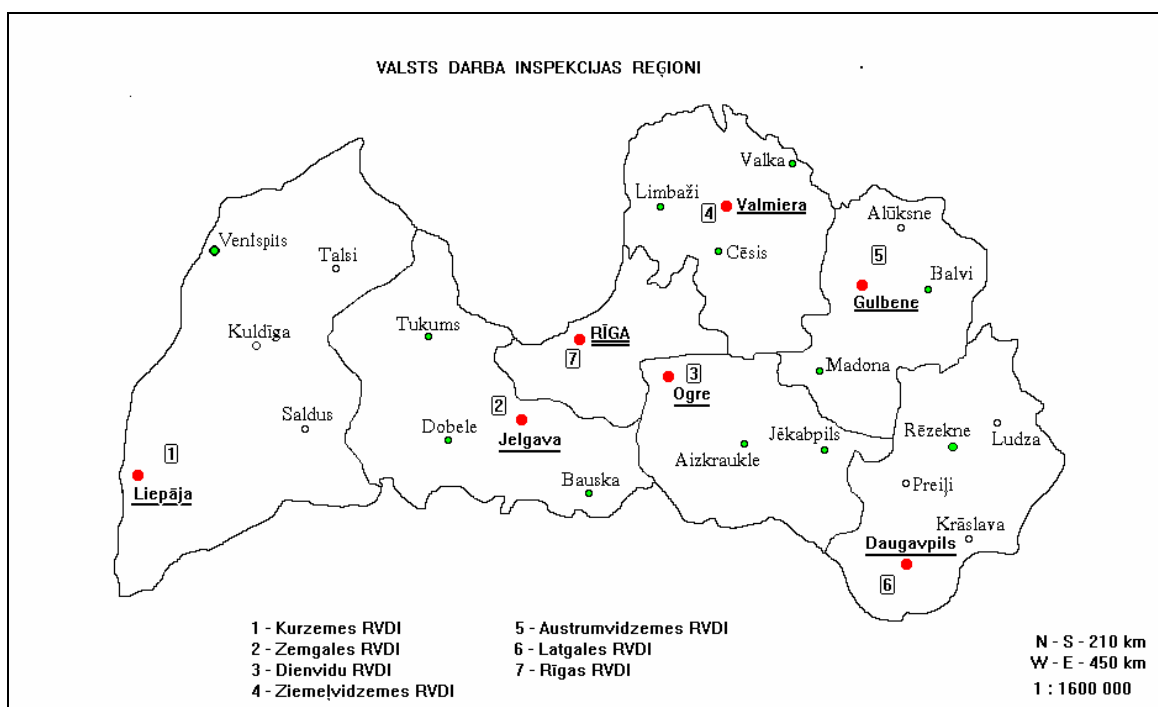 VALSTS DARBA INSPEKCIJAS REĢIONI
Valka
Limbaži
4
Valmiera
Alūksne
Ventspils
Talsi
Cēsis
5
Balvi
Gulbene
Tukums
RĪGA
7
Kuldīga
Madona
3
Ogre
2
Saldus
Dobele
Jelgava
Jēkabpils
Rēzekne
Ludza
Aizkraukle
1
Liepāja
Bauska
Preiļi
Krāslava
Daugavpils
6
1 - Kurzemes RVDI
2 - Zemgales RVDI
3 - Dienvidu RVDI
4 - Ziemeļvidzemes RVDI
5 - Austrumvidzemes RVDI
6 - Latgales RVDI
7 - Rīgas RVDI
N - S - 210 km
W - E - 450 km
1 : 1600 000